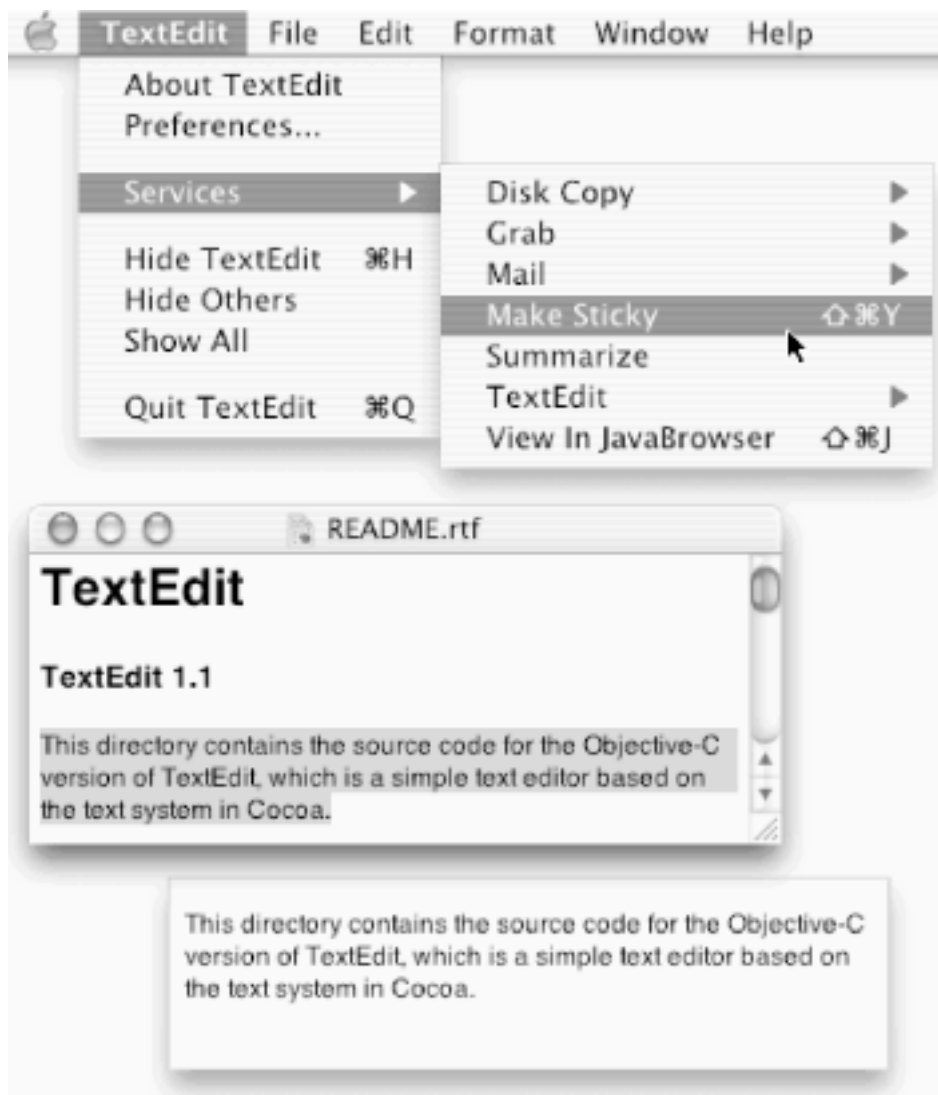 TextEdit File Edit Format Window Help
About TextEdit
Preferences...
Services
Hide TextEdit ⌘H
Hide Others
Show All
Quit TextEdit ⌘Q
Disk Copy
Grab
Mail
Make Sticky ⇧⌘Y
Summarize
TextEdit
View In JavaBrowser ⇧⌘J
README.rtf
TextEdit
TextEdit 1.1
This directory contains the source code for the Objective-C
version of TextEdit, which is a simple text editor based on
the text system in Cocoa.
This directory contains the source code for the Objective-C
version of TextEdit, which is a simple text editor based on
the text system in Cocoa.